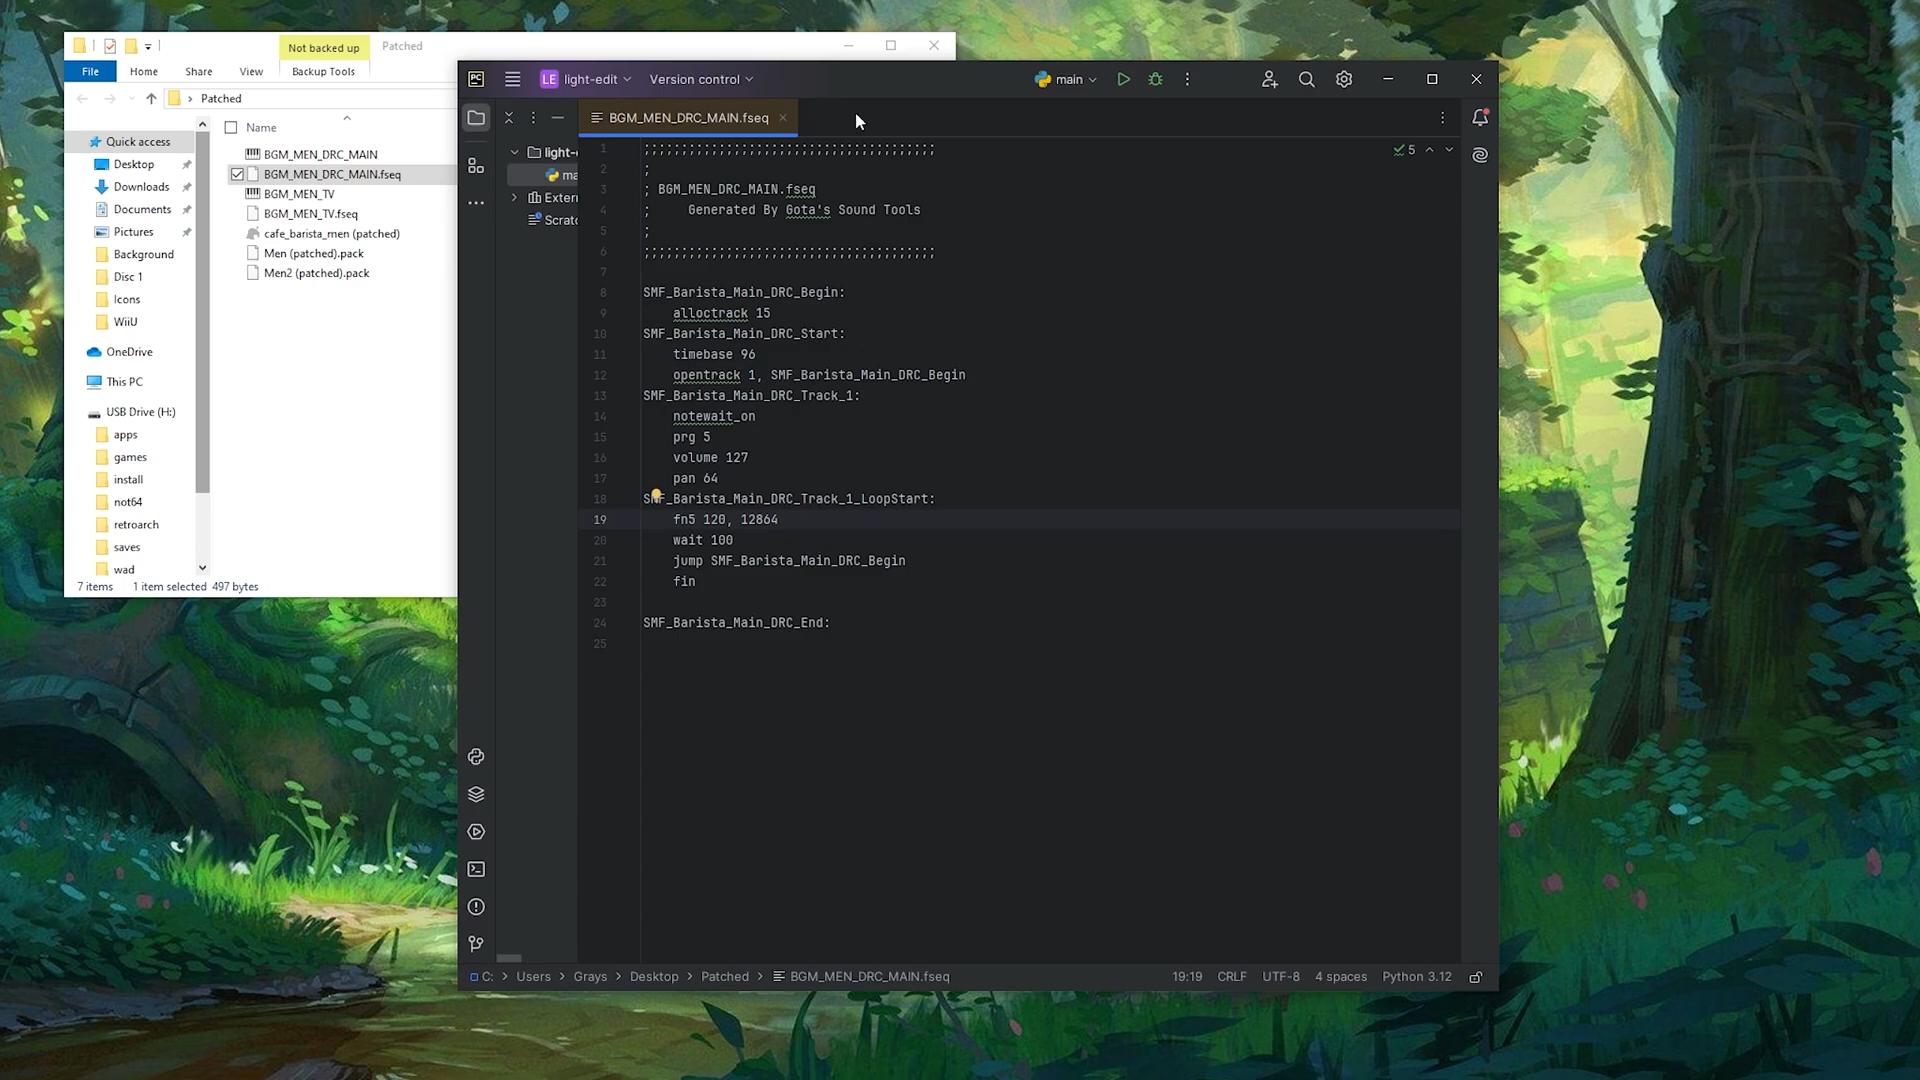 Not backed up
Patched
File
Home
Share
View
Backup Tools
Patched
Quick access
Desktop
Downloads
Documents
Pictures
Background
Disc 1
Icons
WiiU
OneDrive
This PC
USB Drive (H:)
apps
games
install
not64
retroarch
saves
wad
Name
BGM_MEN_DRC_MAIN
BGM_MEN_DRC_MAIN.fseq
BGM_MEN_TV
BGM_MEN_TV.fseq
cafe_barista_men (patched)
Men (patched).pack
Men2 (patched).pack
7 items
1 item selected
497 bytes
PC
LE
light-edit
Version control
main
BGM_MEN_DRC_MAIN.fseq
light-e
ma
Exter
Scrato
5
1 ;;;;;;;;;;;;;;;;;;;;;;;;;;;;;;;;;;;;;;;
2 ;
3 ; BGM_MEN_DRC_MAIN.fseq
4 ;     Generated By Gota's Sound Tools
5 ;
6 ;;;;;;;;;;;;;;;;;;;;;;;;;;;;;;;;;;;;;;;
7
8 SMF_Barista_Main_DRC_Begin:
9     alloctrack 15
10 SMF_Barista_Main_DRC_Start:
11     timebase 96
12     opentrack 1, SMF_Barista_Main_DRC_Begin
13 SMF_Barista_Main_DRC_Track_1:
14     notewait_on
15     prg 5
16     volume 127
17     pan 64
18 SMF_Barista_Main_DRC_Track_1_LoopStart:
19     fn5 120, 12864
20     wait 100
21     jump SMF_Barista_Main_DRC_Begin
22     fin
23
24 SMF_Barista_Main_DRC_End:
25
C: > Users > Grays > Desktop > Patched > BGM_MEN_DRC_MAIN.fseq
19:19
CRLF
UTF-8
4 spaces
Python 3.12